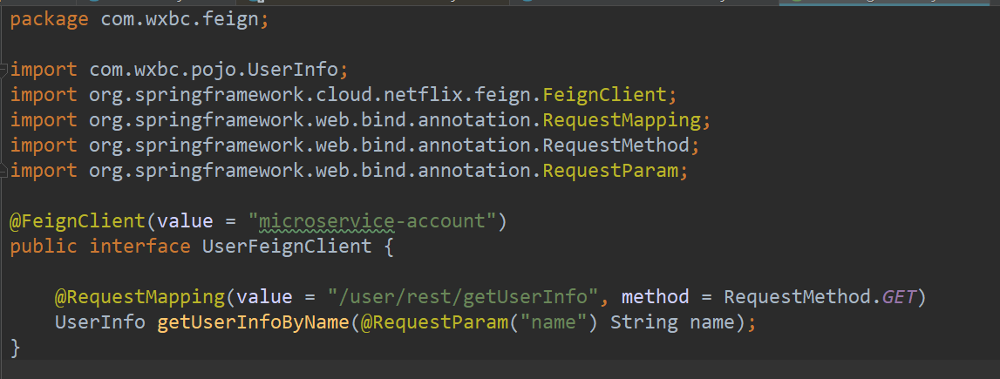 package com.wxbc.feign;
import com.wxbc.pojo.UserInfo;
import org.springframework.cloud.netflix.feign.FeignClient;
import org.springframework.web.bind.annotation.RequestMapping;
import org.springframework.web.bind.annotation.RequestMethod;
import org.springframework.web.bind.annotation.RequestParam;
@FeignClient(value = "microservice-account")
public interface UserFeignClient {
@RequestMapping(value = "/user/rest/getUserInfo", method = RequestMethod.GET)
UserInfo getUserInfoByName(@RequestParam("name") String name);
}